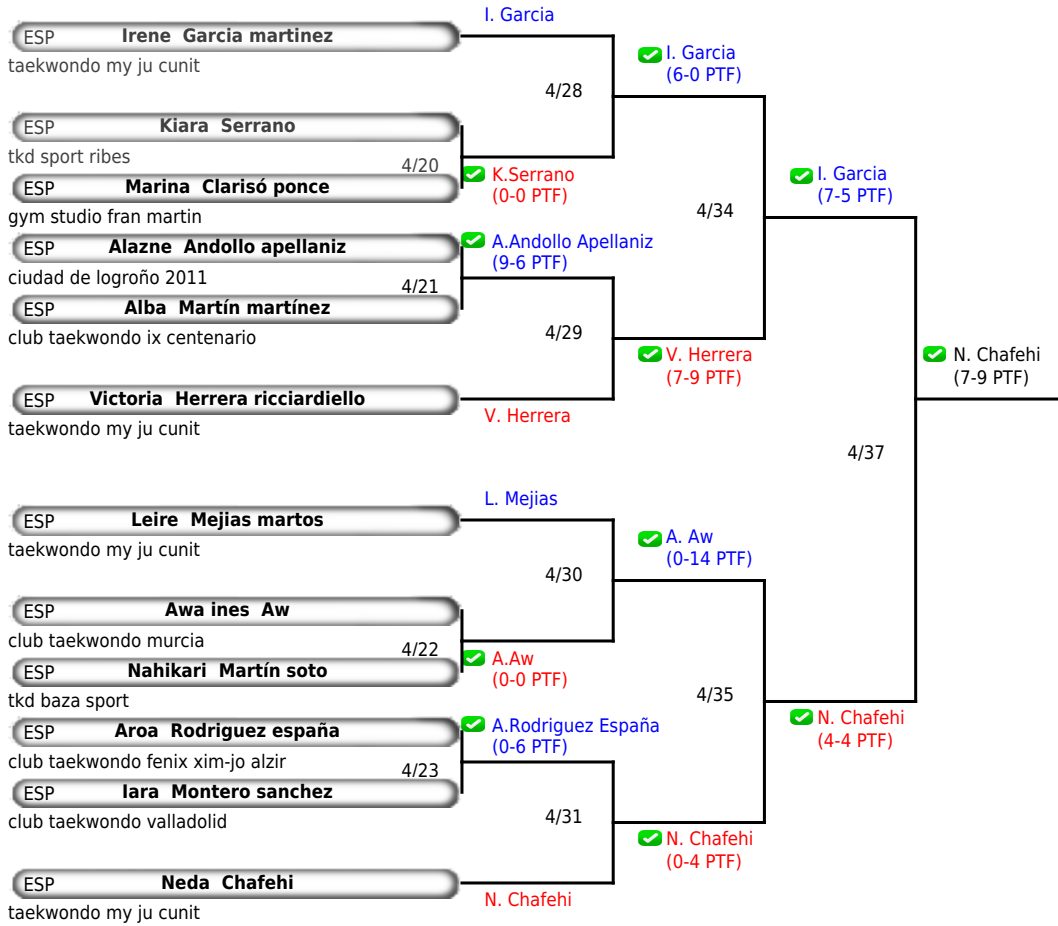 I. Garcia
ESP Irene Garcia martinez
taekwondo my ju cunit
I. Garcia
(6-0 PTF)
4/28
ESP Kiara Serrano
tkd sport ribes
4/20
K.Serrano
(0-0 PTF)
ESP Marina Clarisó ponce
gym studio fran martin
I. Garcia
(7-5 PTF)
4/34
ESP Alazne Andollo apellaniz
ciudad de logroño 2011
A.Andollo Apellaniz
(9-6 PTF)
4/21
ESP Alba Martín martínez
club taekwondo ix centenario
4/29
V. Herrera
(7-9 PTF)
N. Chafehi
(7-9 PTF)
ESP Victoria Herrera ricciardiello
taekwondo my ju cunit
V. Herrera
4/37
L. Mejias
ESP Leire Mejias martos
taekwondo my ju cunit
A. Aw
(0-14 PTF)
4/30
ESP Awa ines Aw
club taekwondo murcia
4/22
A.Aw
(0-0 PTF)
ESP Nahikari Martín soto
tkd baza sport
4/35
N. Chafehi
(4-4 PTF)
ESP Aroa Rodriguez españa
club taekwondo fenix xim-jo alzir
A.Rodriguez España
(0-6 PTF)
4/23
ESP Iara Montero sanchez
club taekwondo valladolid
4/31
N. Chafehi
(0-4 PTF)
ESP Neda Chafehi
taekwondo my ju cunit
N. Chafehi